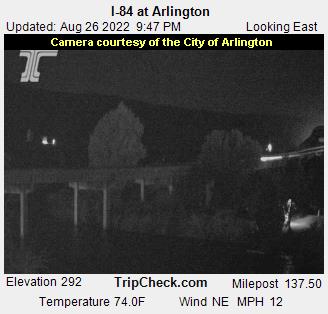 I-84 at Arlington
Updated: Aug 26 2022 9:47 PM Looking East
Camera courtesy of the City of Arlington
Elevation 292 TripCheck.com Milepost 137.50
Temperature 74.0F Wind NE MPH 12